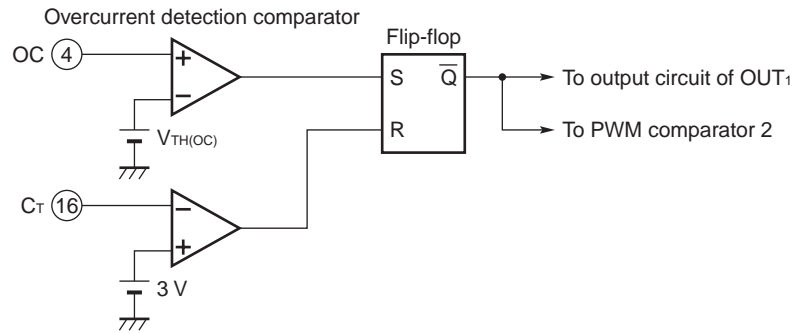 Overcurrent detection comparator
Flip-flop
OC 4
+
−
S Q̅
To output circuit of OUT₁
VTH(OC)
R
To PWM comparator 2
CT 16
−
+
3 V